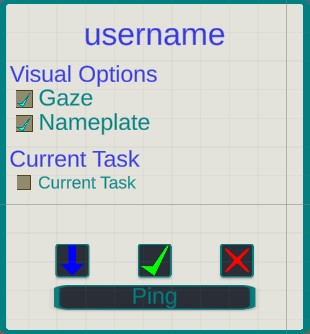 username
Visual Options
Gaze
Nameplate
Current Task
Current Task
Ping